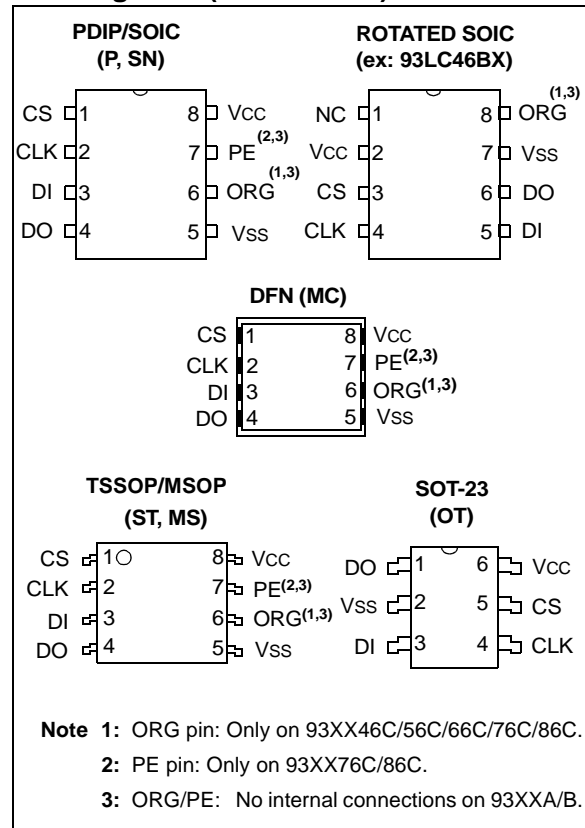 PDIP/SOIC
(P, SN)
CS 1 8 VCC
CLK 2 7 PE(2,3)
DI 3 6 ORG(1,3)
DO 4 5 VSS
ROTATED SOIC
(ex: 93LC46BX)
NC 1 8 ORG(1,3)
VCC 2 7 VSS
CS 3 6 DO
CLK 4 5 DI
DFN (MC)
CS 1 8 VCC
CLK 2 7 PE(2,3)
DI 3 6 ORG(1,3)
DO 4 5 VSS
TSSOP/MSOP
(ST, MS)
CS 1 8 VCC
CLK 2 7 PE(2,3)
DI 3 6 ORG(1,3)
DO 4 5 VSS
SOT-23
(OT)
DO 1 6 VCC
VSS 2 5 CS
DI 3 4 CLK
Note 1: ORG pin: Only on 93XX46C/56C/66C/76C/86C.
2: PE pin: Only on 93XX76C/86C.
3: ORG/PE: No internal connections on 93XXA/B.